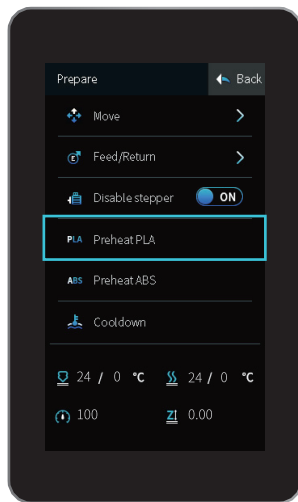 Prepare Back
Move
E Feed/Return
Disable stepper ON
PLA Preheat PLA
ABS Preheat ABS
Cooldown
24 / 0 °C 24 / 0 °C
100 Z 0.00